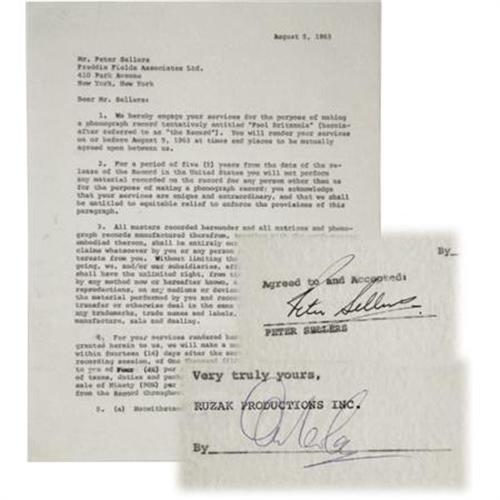 August 5, 1963
Mr. Peter Sellers
Freddie Fields Associates Ltd.
410 Park Avenue
New York, New York
Dear Mr. Sellers:
1. We hereby engage your services for the purpose of making
a phonograph record tentatively entitled "Fool Britannia" (herein-
after referred to as "the Record"). You will render your services
on or before August 9, 1963 at times and places to be mutually
agreed upon between us.
2. For a period of five (5) years from the date of the re-
lease of the Record in the United States you will not perform
any material recorded on the record for any person other than us
for the purpose of making a phonograph record; you acknowledge
that your services are unique and extraordinary, and that we shall
be entitled to equitable relief to enforce the provisions of this
paragraph.
3. All masters recorded hereunder and all matrices and phono-
graph records manufactured therefrom, together with the
embodied thereon, shall be entirely our
claims whatsoever by you or any person
terests from you. Without limiting the
going, we, and/or our subsidiaries, aff
shall have the unlimited right, from ti
by any method now or hereafter known,
reproductions, on any mediums or device
the material performed by you and recor
transfer or otherwise deal in the same
any trademarks, trade names and labels,
manufacture, sale and dealing.
4. For your services rendered her
granted herein to us, we will make a
within fourteen (14) days after the
recording session, of One Thousand
to you of Four (4%) per
of taxes, duties and
sale of Ninety (90%) per
from the Record through
5. (a) Notwithstand
By
Agreed to and Accepted:
Peter Sellers
PETER SELLERS
Very truly yours,
RUZAK PRODUCTIONS INC.
By